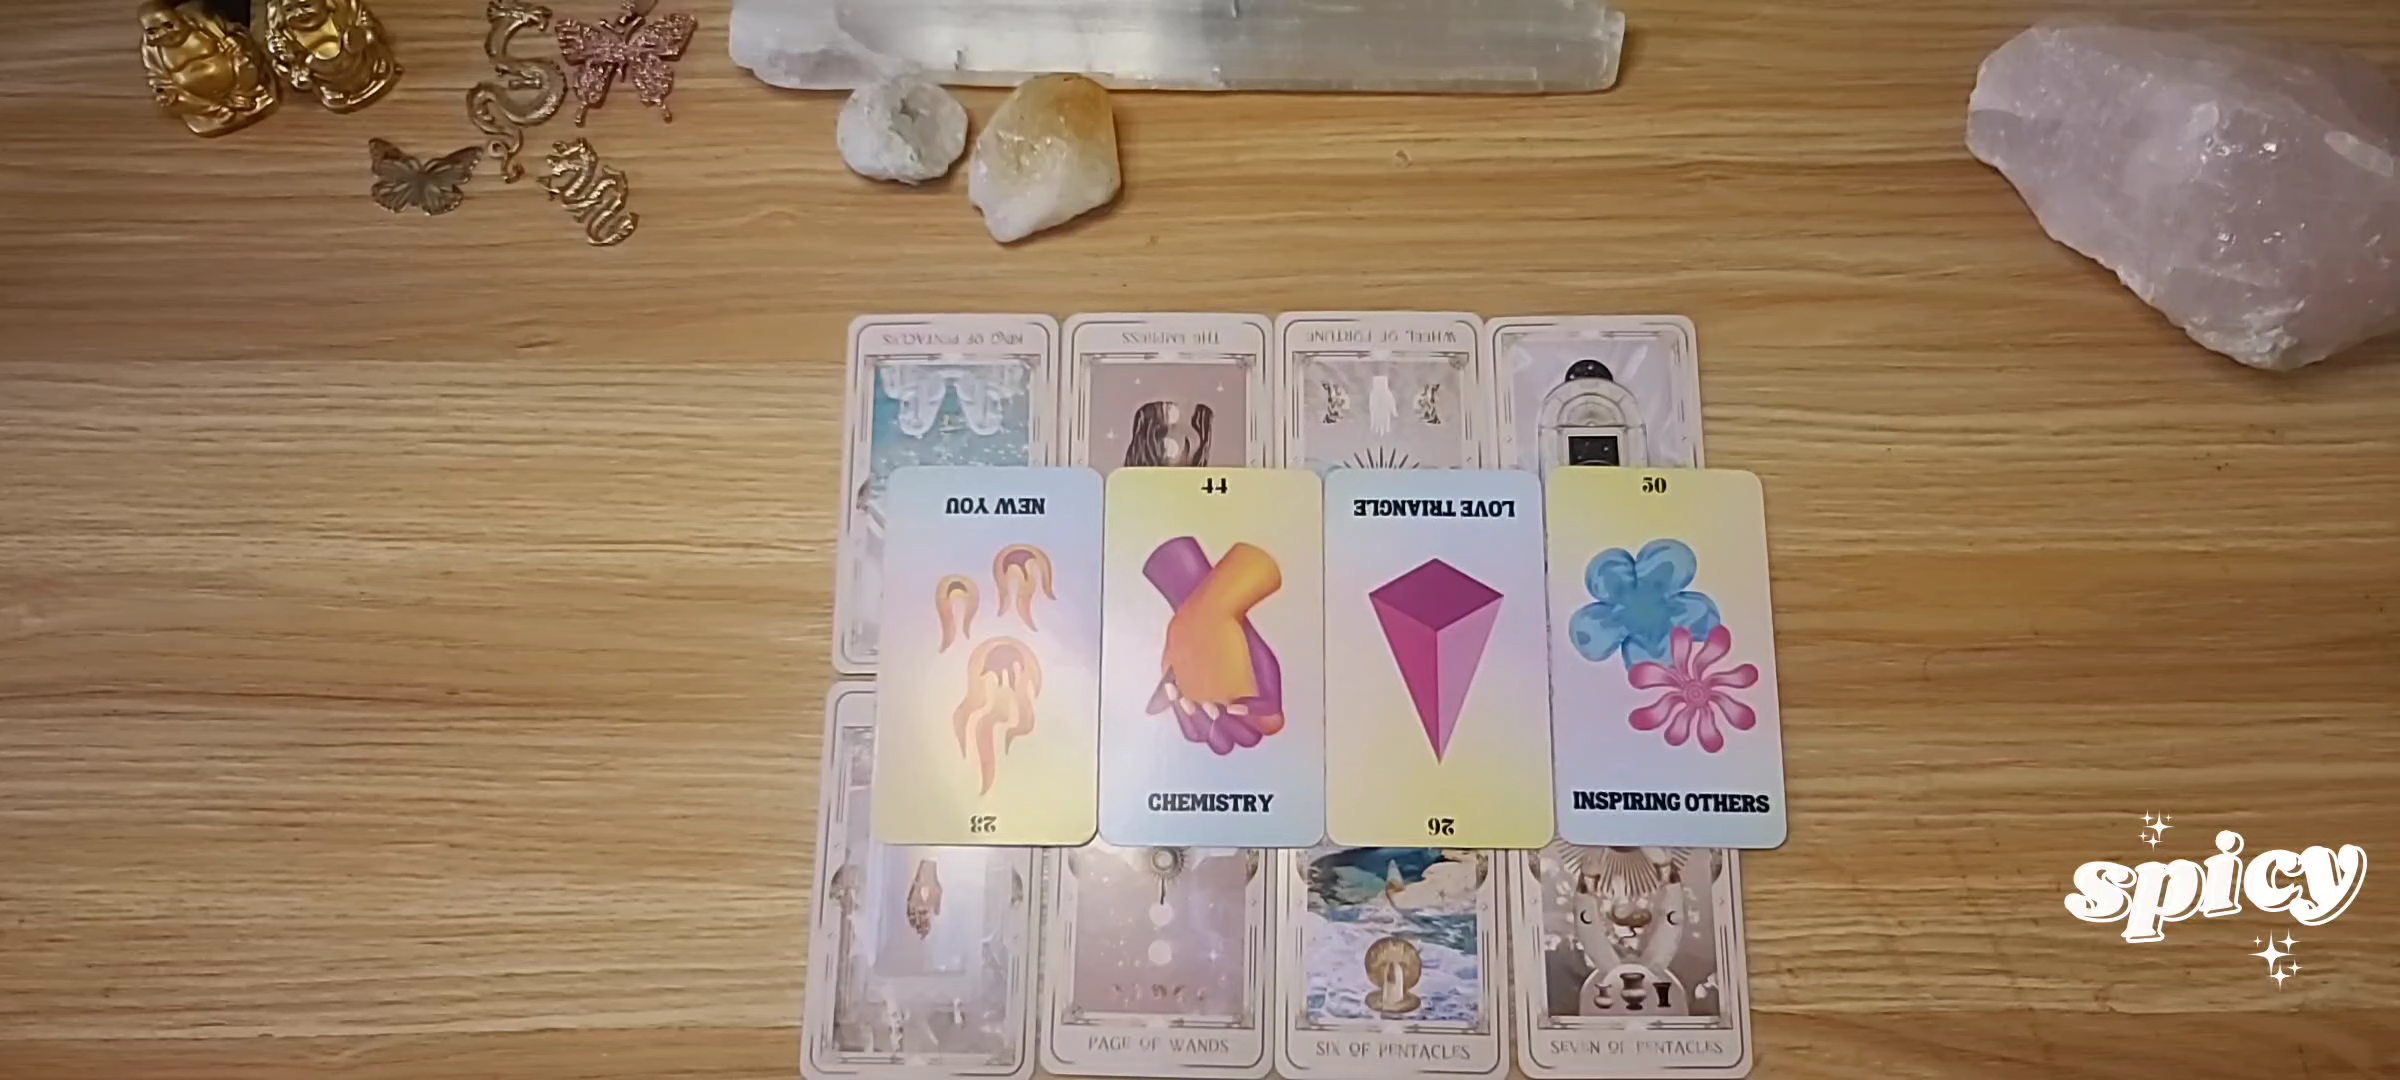 KING OF PENTACLES
THE EMPRESS
WHEEL OF FORTUNE
NEW YOU
23
44
CHEMISTRY
LOVE TRIANGLE
26
50
INSPIRING OTHERS
PAGE OF WANDS
SIX OF PENTACLES
SEVEN OF PENTACLES
spicy